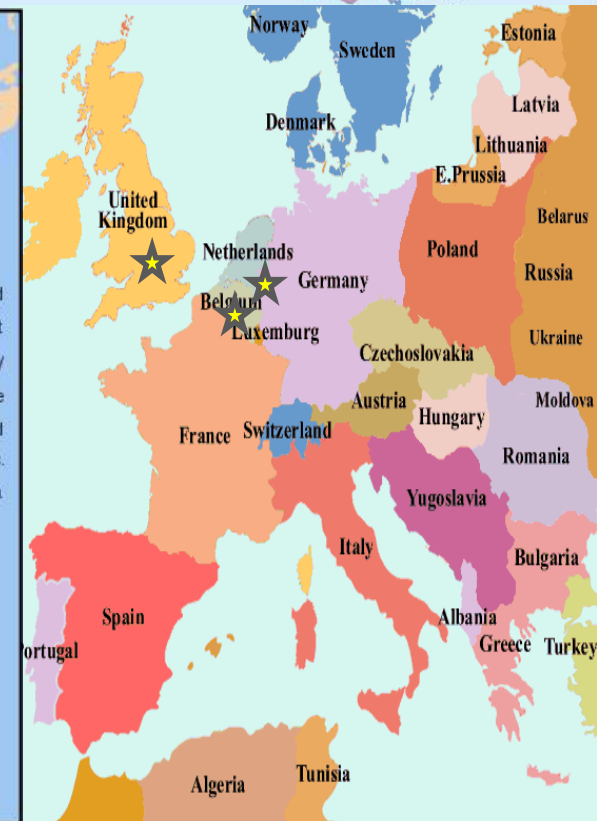 Norway
Sweden
Estonia
Latvia
Denmark
Lithuania
E.Prussia
United
Kingdom
Belarus
Netherlands
Poland
Germany
Russia
Belgium
Luxemburg
Ukraine
Czechoslovakia
Austria
Moldova
Hungary
France
Switzerland
Romania
Yugoslavia
Italy
Bulgaria
Spain
Albania
Greece
Turkey
ortugal
Algeria
Tunisia